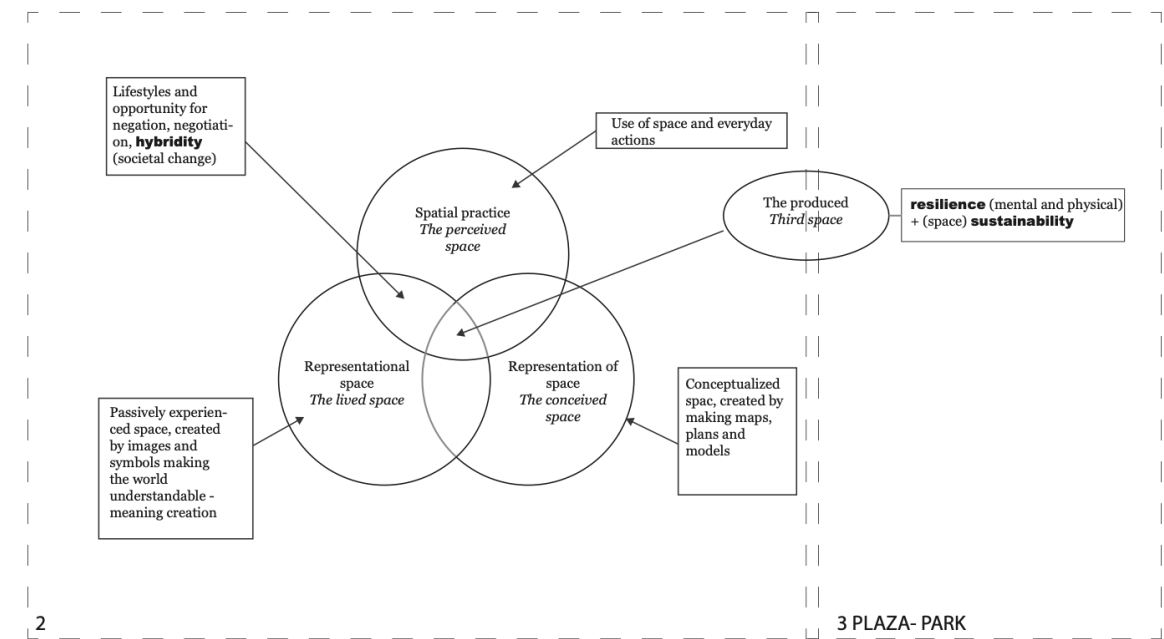 Lifestyles and
opportunity for
negation, negotiati-
on, hybridity
(societal change)
Use of space and everyday
actions
Spatial practice
The perceived
space
The produced
Third space
resilience (mental and physical)
+ (space) sustainability
Representational
space
The lived space
Representation of
space
The conceived
space
Conceptualized
spac, created by
making maps,
plans and
models
Passively experien-
ced space, created
by images and
symbols making
the world
understandable -
meaning creation
2
3 PLAZA- PARK